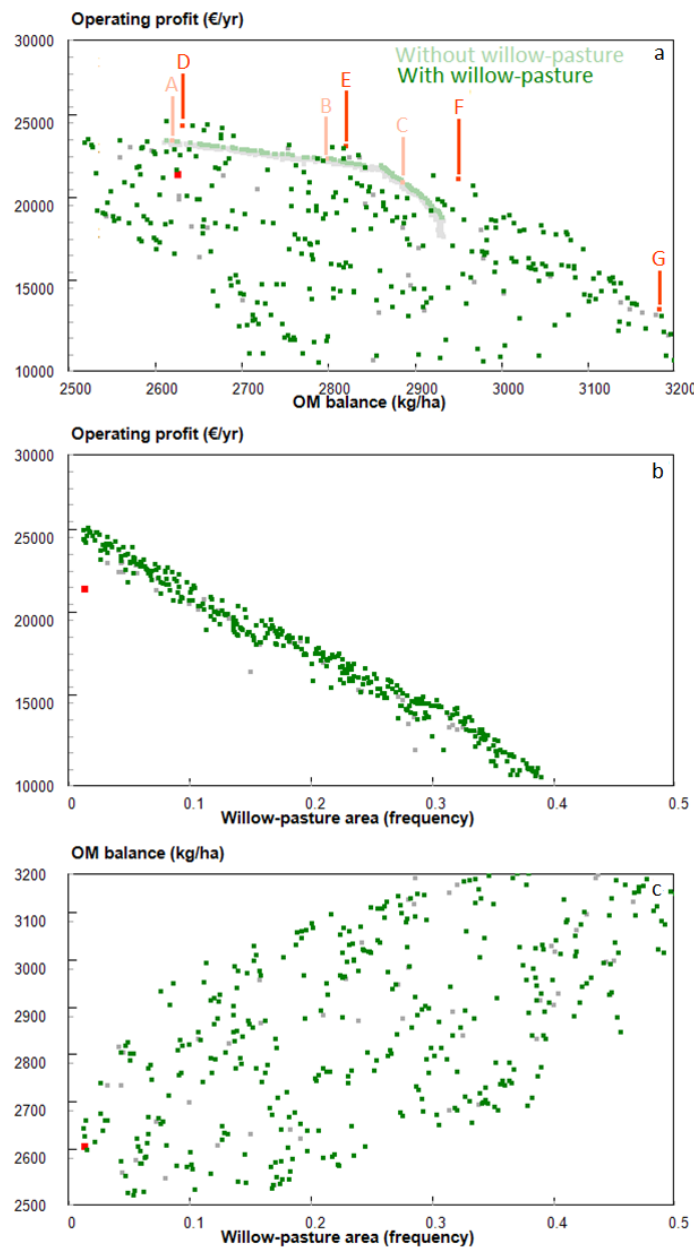 Operating profit (€/yr)
30000
25000
20000
15000
10000
Without willow-pasture
With willow-pasture
a
A
D
B
E
C
F
G
2500
2600
2700
2800
2900
3000
3100
3200
OM balance (kg/ha)
Operating profit (€/yr)
30000
25000
20000
15000
10000
b
0
0.1
0.2
0.3
0.4
0.5
Willow-pasture area (frequency)
OM balance (kg/ha)
3200
3100
3000
2900
2800
2700
2600
2500
c
0
0.1
0.2
0.3
0.4
0.5
Willow-pasture area (frequency)